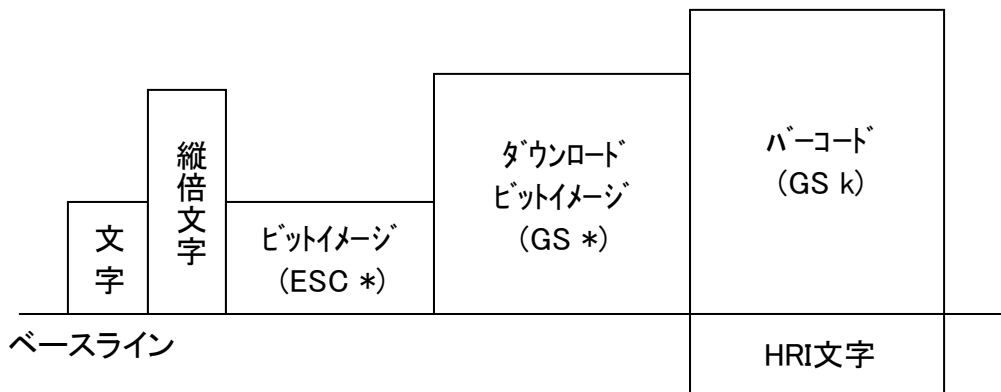 文
字
縦
倍
文
字
ﾋﾞｯﾄｲﾒｰｼﾞ
(ESC *)
ﾀﾞｳﾝﾛｰﾄﾞ
ﾋﾞｯﾄｲﾒｰｼﾞ
(GS *)
ﾊﾞｰｺｰﾄﾞ
(GS k)
ベースライン
HRI文字